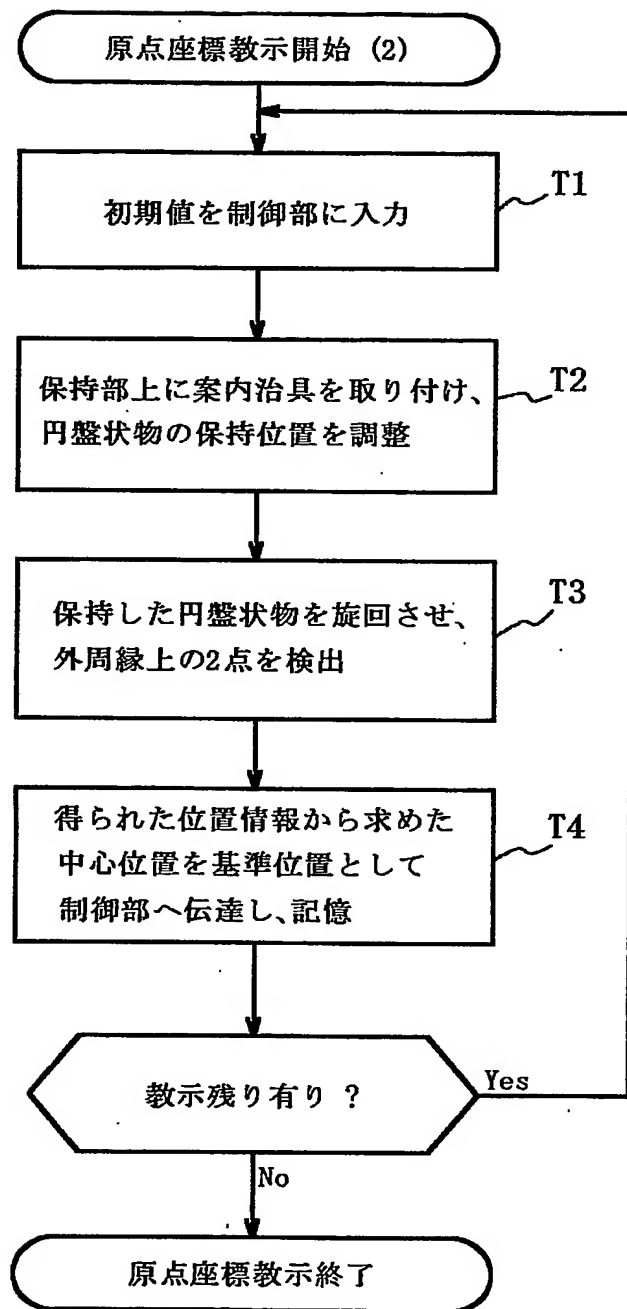 原点座標教示開始 (2)
初期値を制御部に入力
T1
保持部上に案内治具を取り付け、
円盤状物の保持位置を調整
T2
保持した円盤状物を旋回させ、
外周縁上の2点を検出
T3
得られた位置情報から求めた
中心位置を基準位置として
制御部へ伝達し、記憶
T4
教示残り有り ?
Yes
No
原点座標教示終了